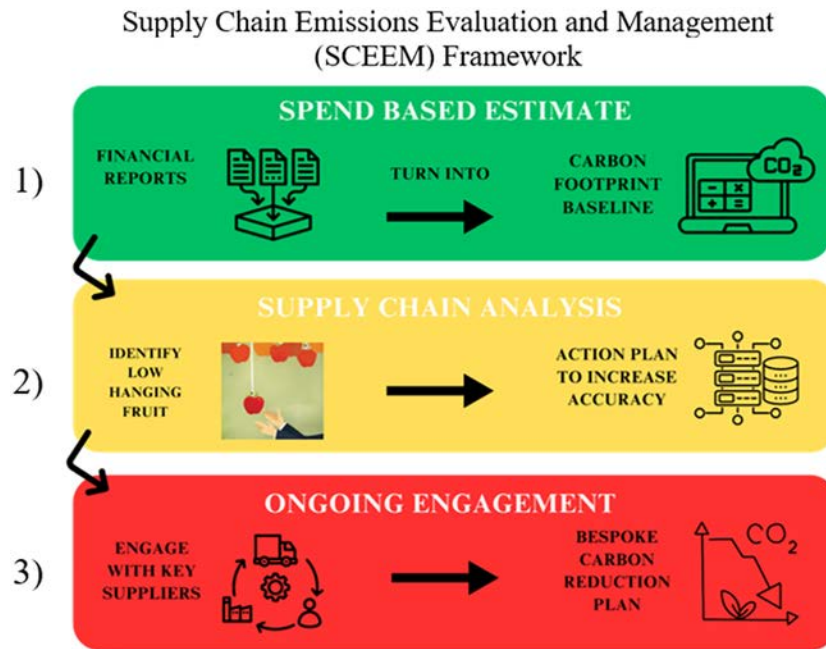 Supply Chain Emissions Evaluation and Management
(SCEEM) Framework
1)
SPEND BASED ESTIMATE
FINANCIAL
REPORTS
TURN INTO
CARBON
FOOTPRINT
BASELINE
CO2
2)
SUPPLY CHAIN ANALYSIS
IDENTIFY
LOW
HANGING
FRUIT
ACTION PLAN
TO INCREASE
ACCURACY
3)
ONGOING ENGAGEMENT
ENGAGE
WITH KEY
SUPPLIERS
BESPOKE
CARBON
REDUCTION
PLAN
CO2